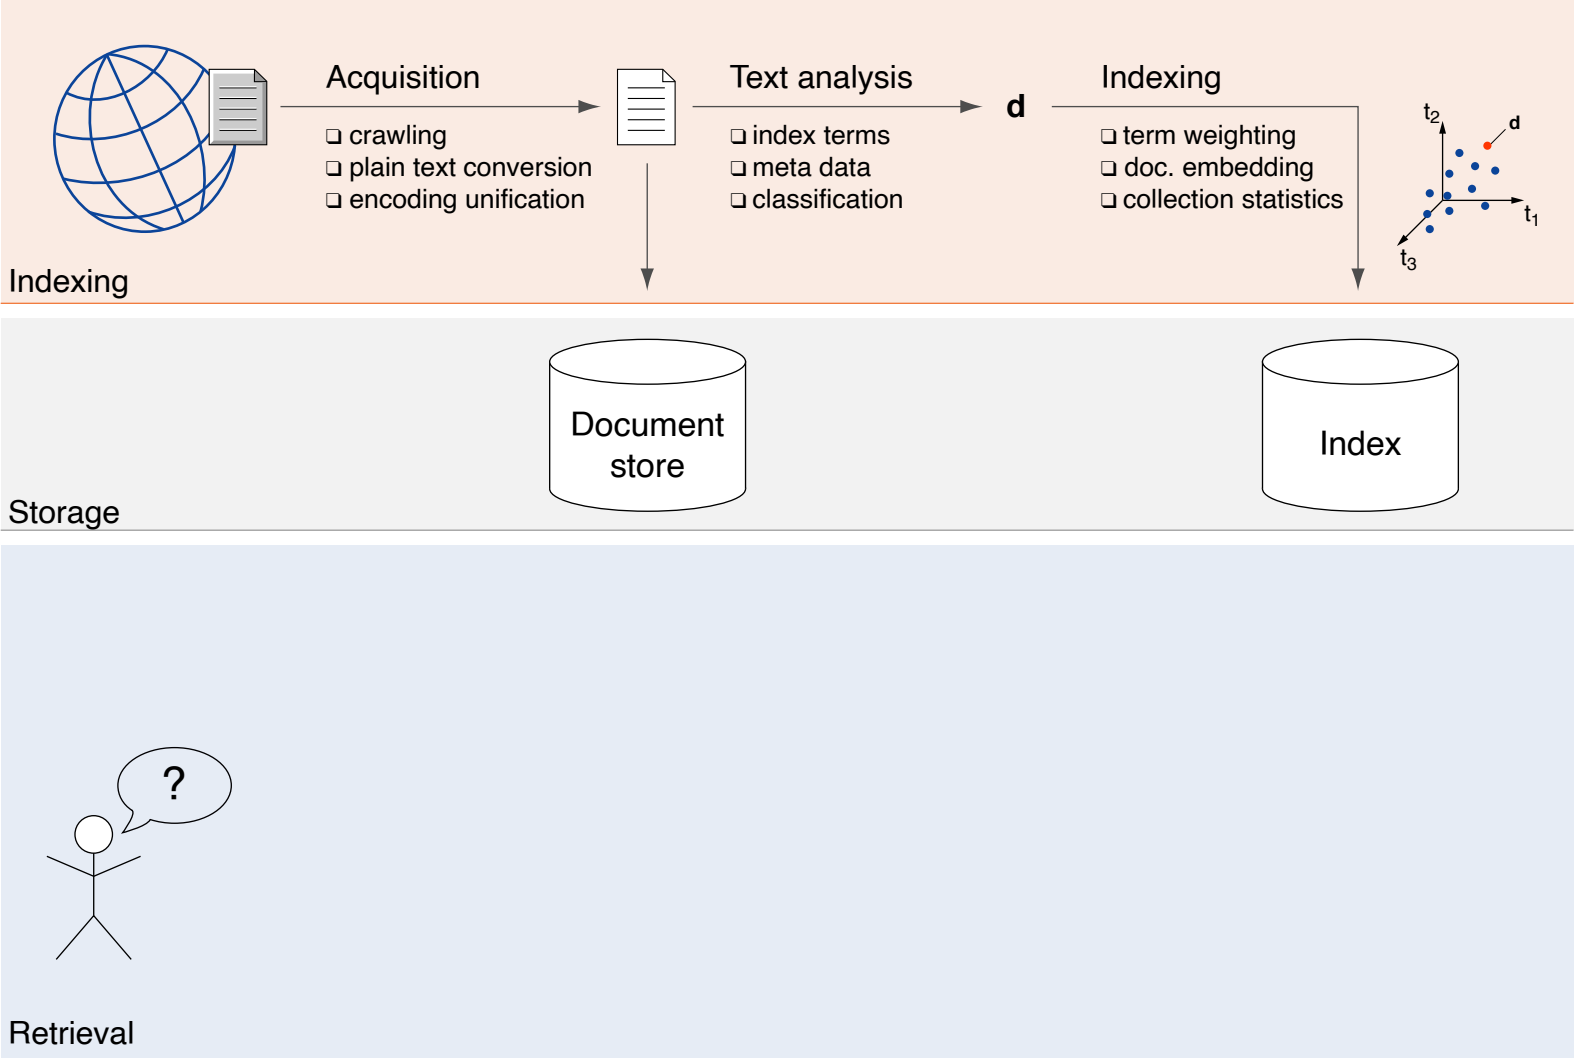 Acquisition
❏ crawling
❏ plain text conversion
❏ encoding unification
Text analysis
❏ index terms
❏ meta data
❏ classification
d
Indexing
❏ term weighting
❏ doc. embedding
❏ collection statistics
t2
d
t1
t3
Indexing
Document
store
Index
Storage
?
Retrieval